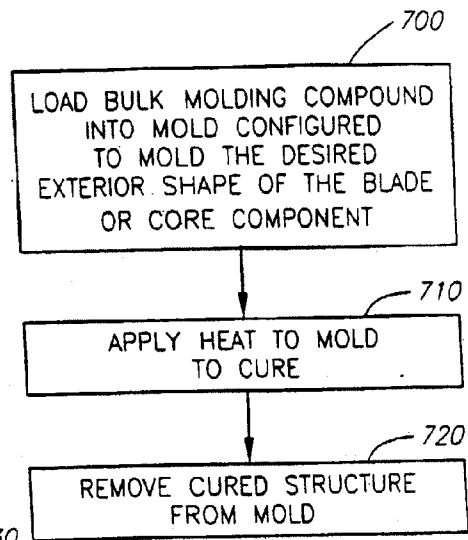 700
LOAD BULK MOLDING COMPOUND
INTO MOLD CONFIGURED
TO MOLD THE DESIRED
EXTERIOR SHAPE OF THE BLADE
OR CORE COMPONENT
710
APPLY HEAT TO MOLD
TO CURE
720
REMOVE CURED STRUCTURE
FROM MOLD